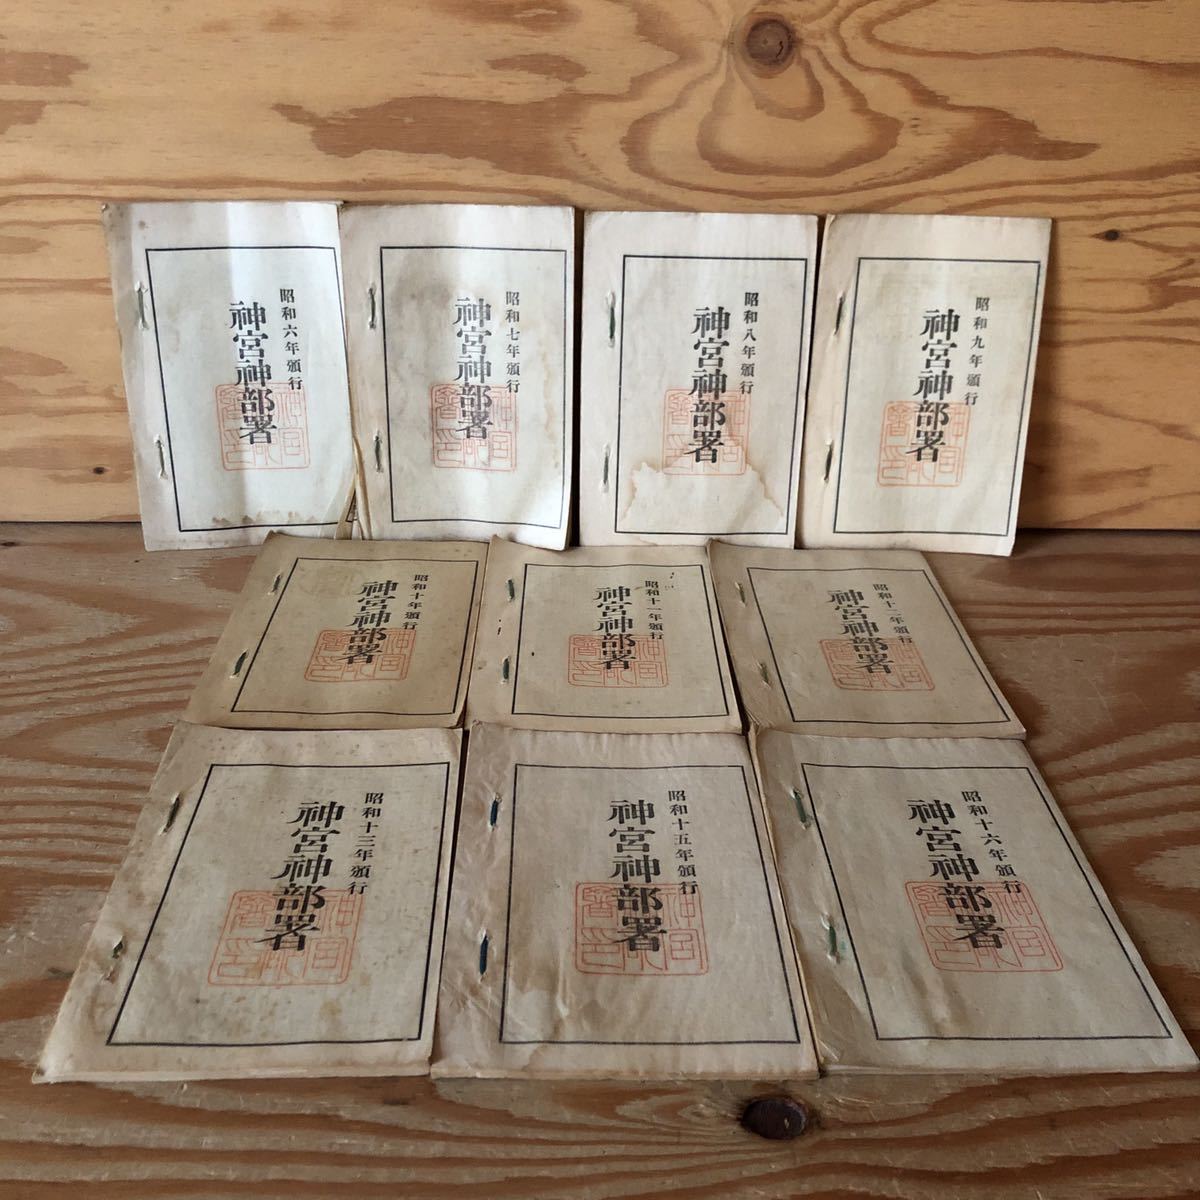 昭和六年頒行
神宮神部署
昭和七年頒行
神宮神部署
昭和八年頒行
神宮神部署
昭和九年頒行
神宮神部署
昭和十年頒行
神宮神部署
昭和十一年頒行
神宮神部署
昭和十二年頒行
神宮神部署
昭和十三年頒行
神宮神部署
昭和十五年頒行
神宮神部署
昭和十六年頒行
神宮神部署